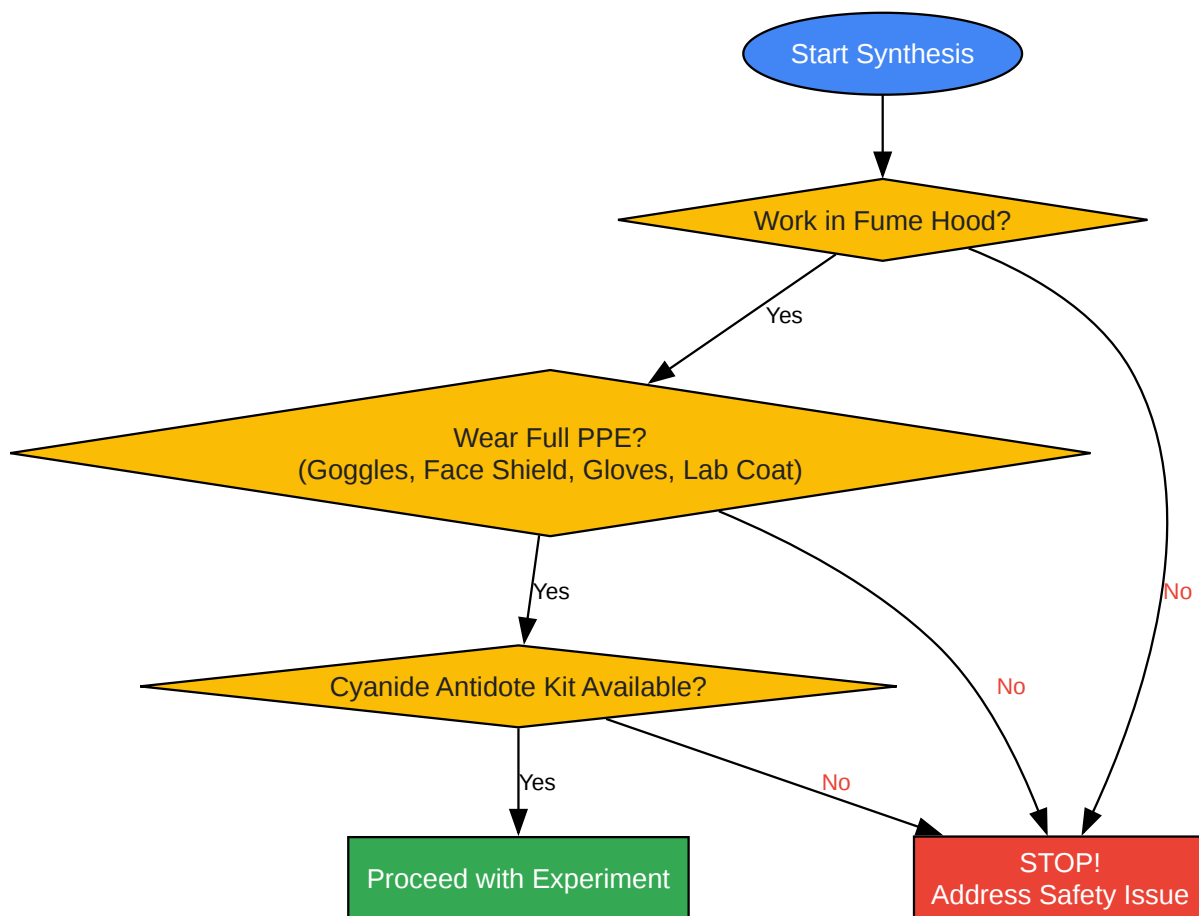 Start Synthesis
Work in Fume Hood?
Yes
Wear Full PPE?
(Goggles, Face Shield, Gloves, Lab Coat)
Yes
No
Cyanide Antidote Kit Available?
No
Yes
No
Proceed with Experiment
STOP!
Address Safety Issue